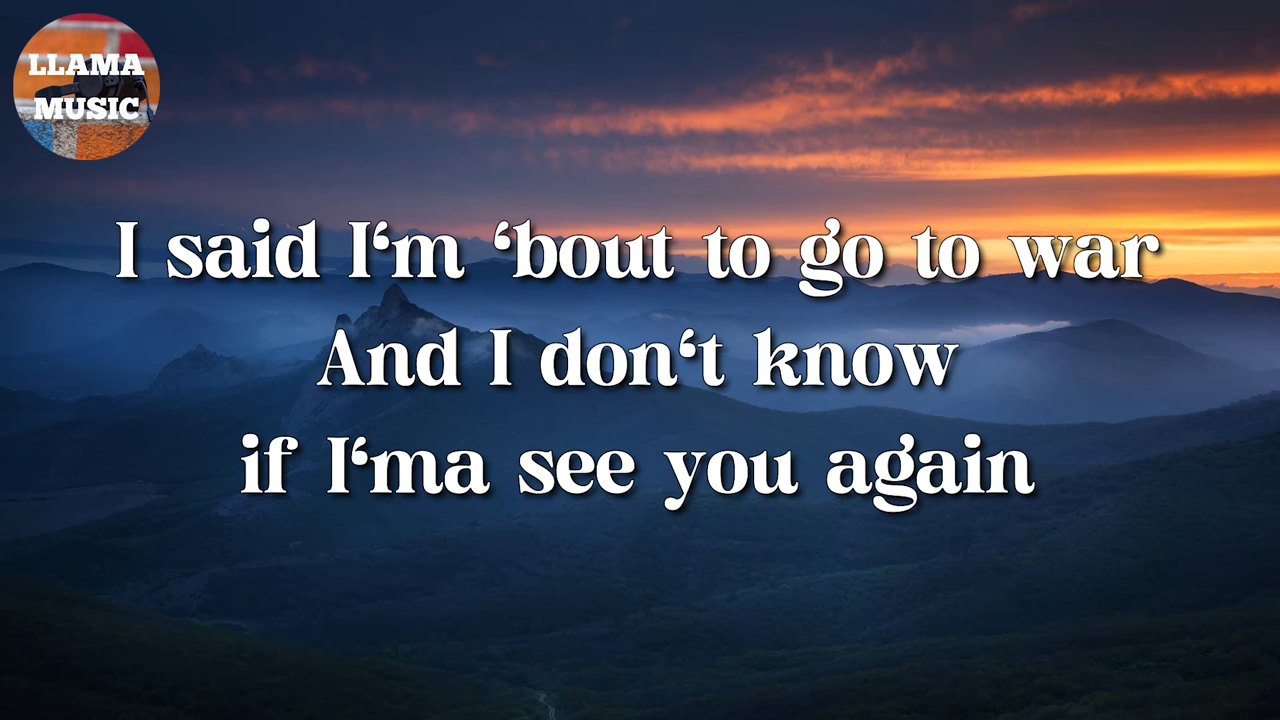 LLAMA
MUSIC
I said I‘m ‘bout to go to war
And I don‘t know
if I‘ma see you again